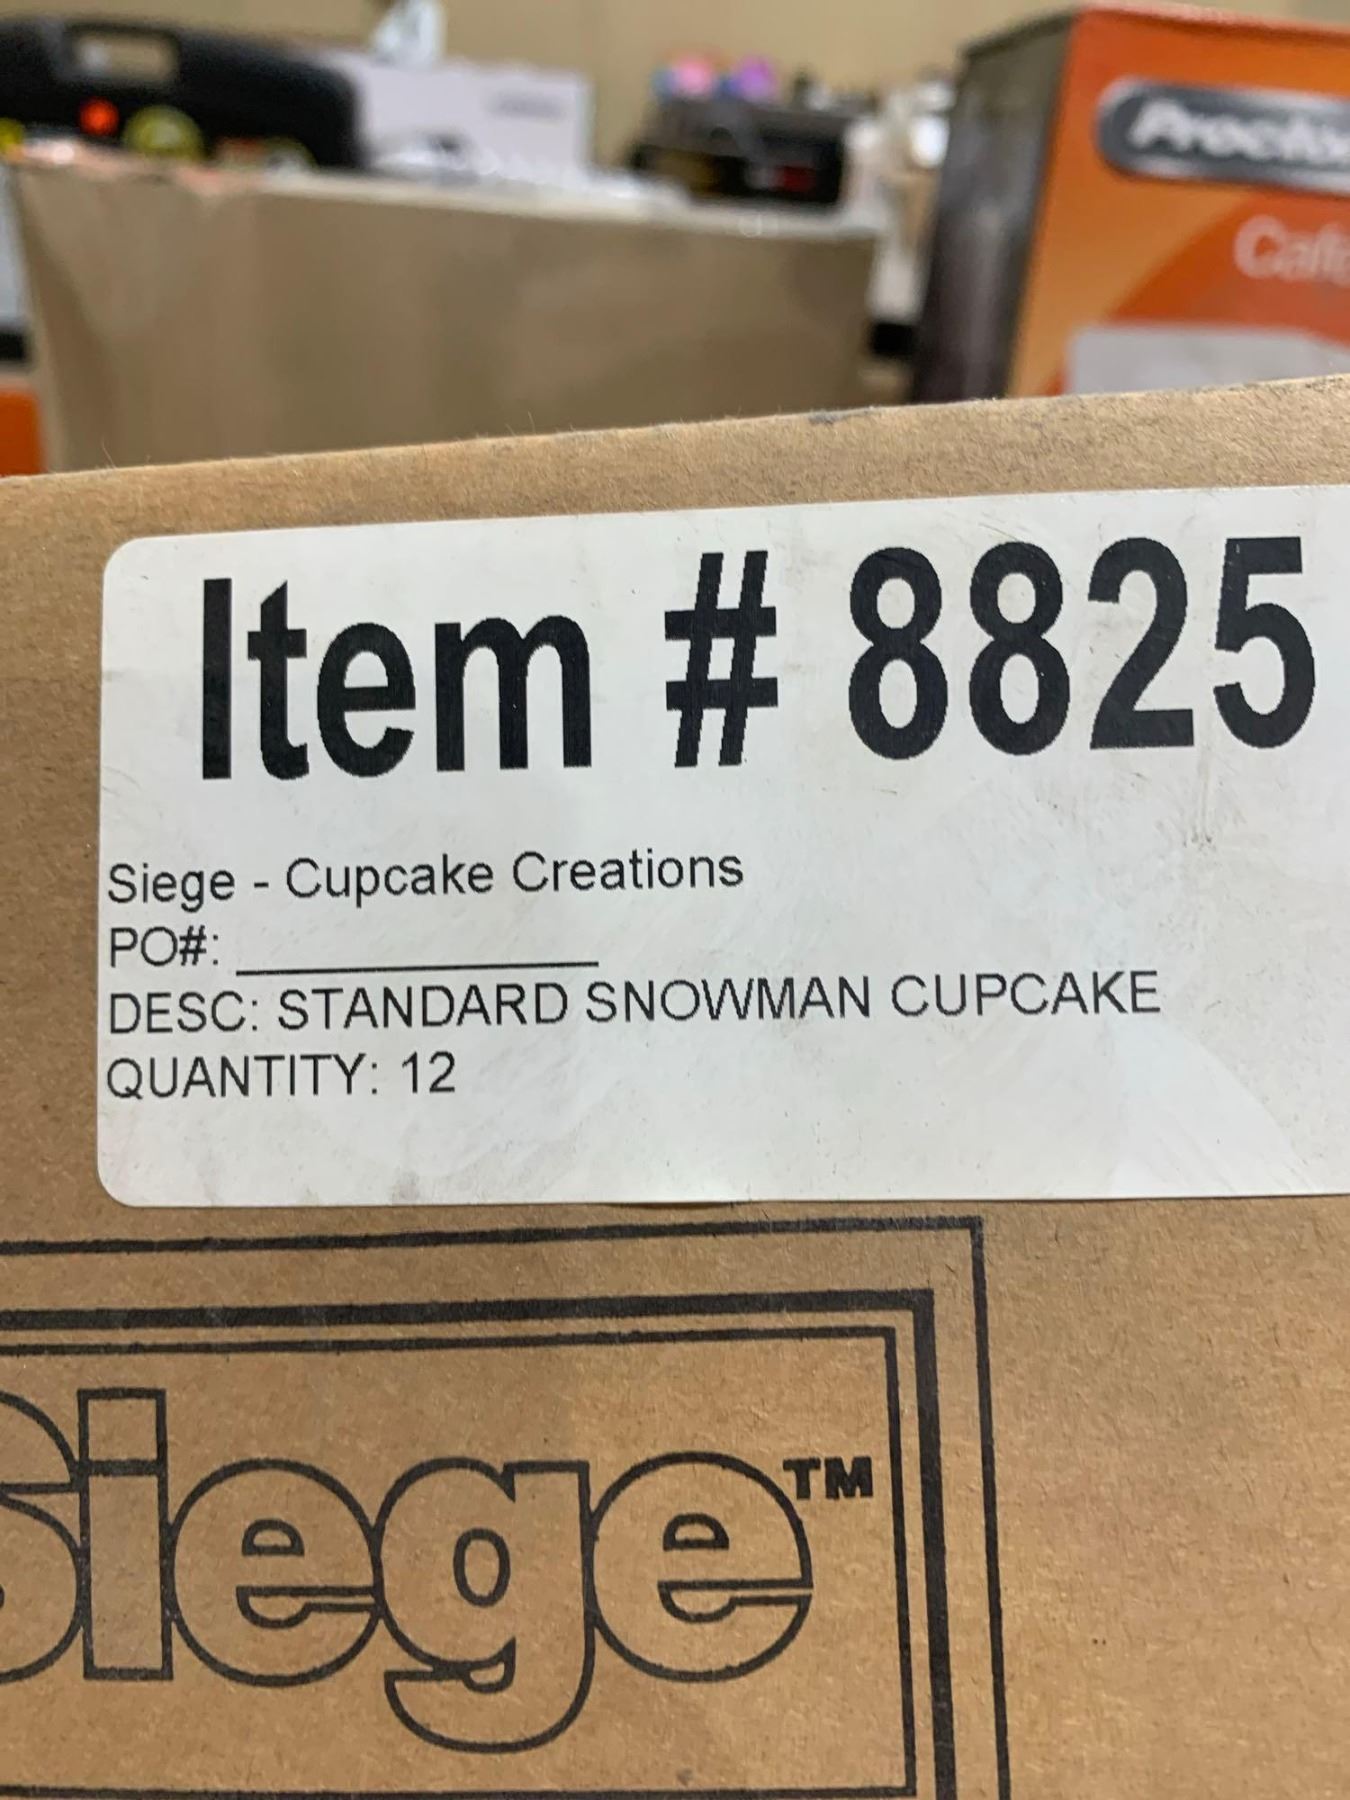 Item # 8825
Siege - Cupcake Creations
PO#:
DESC: STANDARD SNOWMAN CUPCAKE
QUANTITY: 12
Siege™